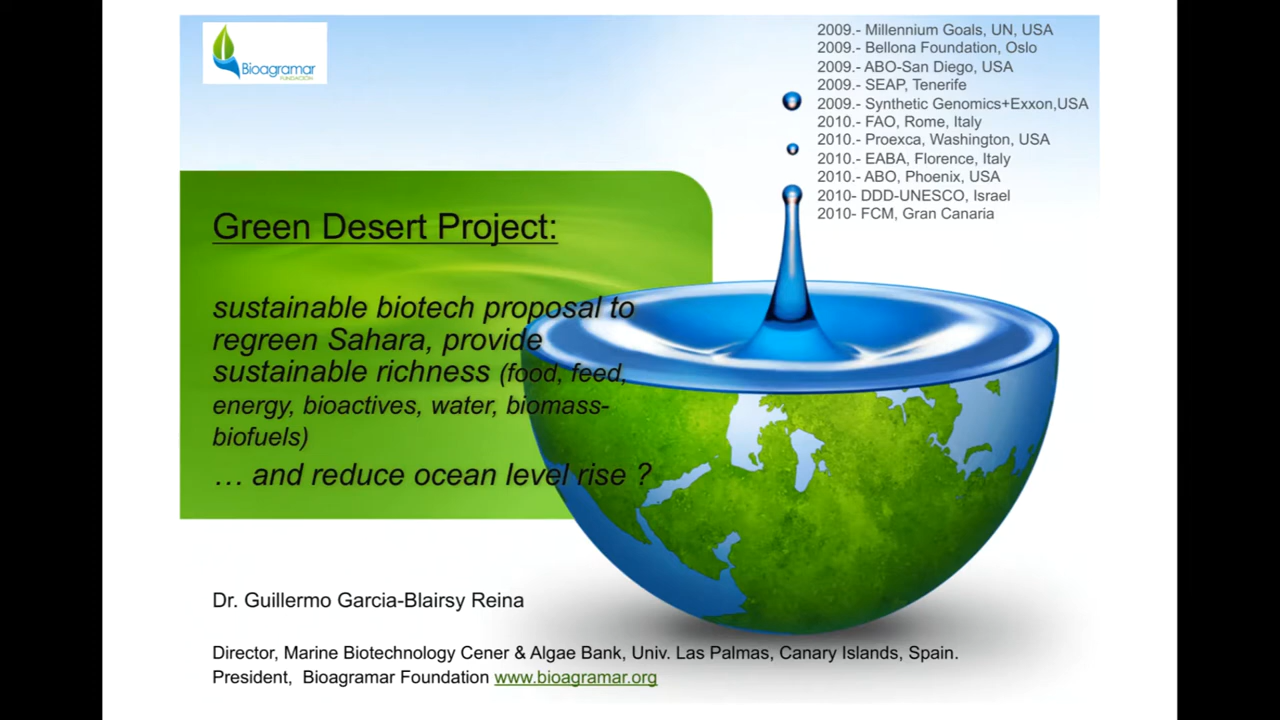 Bioagramar
FUNDACIÓN
2009.- Millennium Goals, UN, USA
2009.- Bellona Foundation, Oslo
2009.- ABO-San Diego, USA
2009.- SEAP, Tenerife
2009.- Synthetic Genomics+Exxon,USA
2010.- FAO, Rome, Italy
2010.- Proexca, Washington, USA
2010.- EABA, Florence, Italy
2010.- ABO, Phoenix, USA
2010- DDD-UNESCO, Israel
2010- FCM, Gran Canaria
Green Desert Project:
sustainable biotech proposal to
regreen Sahara, provide
sustainable richness (food, feed,
energy, bioactives, water, biomass-
biofuels)
… and reduce ocean level rise ?
Dr. Guillermo Garcia-Blairsy Reina
Director, Marine Biotechnology Cener & Algae Bank, Univ. Las Palmas, Canary Islands, Spain.
President, Bioagramar Foundation www.bioagramar.org